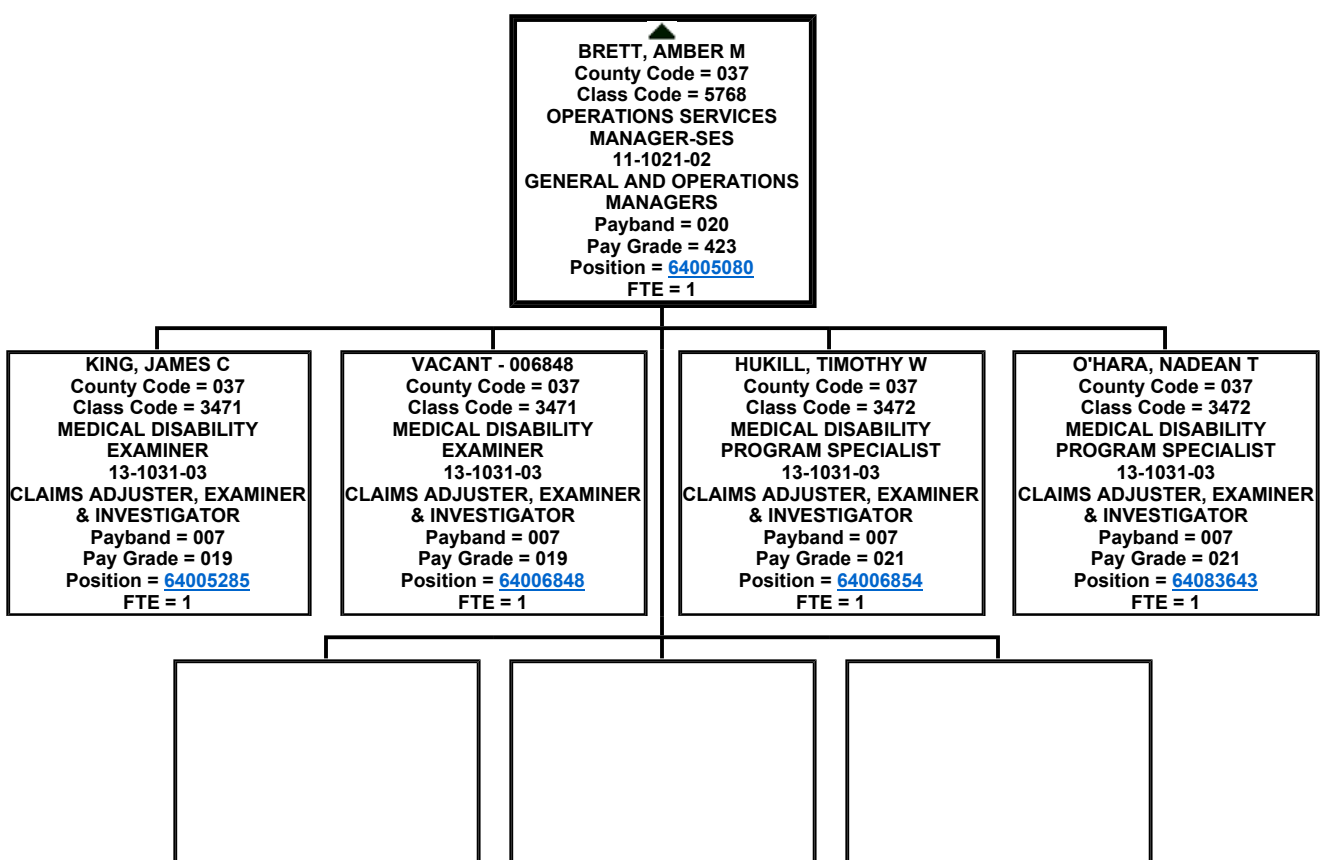 BRETT, AMBER M
County Code = 037
Class Code = 5768
OPERATIONS SERVICES
MANAGER-SES
11-1021-02
GENERAL AND OPERATIONS
MANAGERS
Payband = 020
Pay Grade = 423
Position = 64005080
FTE = 1
KING, JAMES C
County Code = 037
Class Code = 3471
MEDICAL DISABILITY
EXAMINER
13-1031-03
CLAIMS ADJUSTER, EXAMINER
& INVESTIGATOR
Payband = 007
Pay Grade = 019
Position = 64005285
FTE = 1
VACANT - 006848
County Code = 037
Class Code = 3471
MEDICAL DISABILITY
EXAMINER
13-1031-03
CLAIMS ADJUSTER, EXAMINER
& INVESTIGATOR
Payband = 007
Pay Grade = 019
Position = 64006848
FTE = 1
HUKILL, TIMOTHY W
County Code = 037
Class Code = 3472
MEDICAL DISABILITY
PROGRAM SPECIALIST
13-1031-03
CLAIMS ADJUSTER, EXAMINER
& INVESTIGATOR
Payband = 007
Pay Grade = 021
Position = 64006854
FTE = 1
O'HARA, NADEAN T
County Code = 037
Class Code = 3472
MEDICAL DISABILITY
PROGRAM SPECIALIST
13-1031-03
CLAIMS ADJUSTER, EXAMINER
& INVESTIGATOR
Payband = 007
Pay Grade = 021
Position = 64083643
FTE = 1